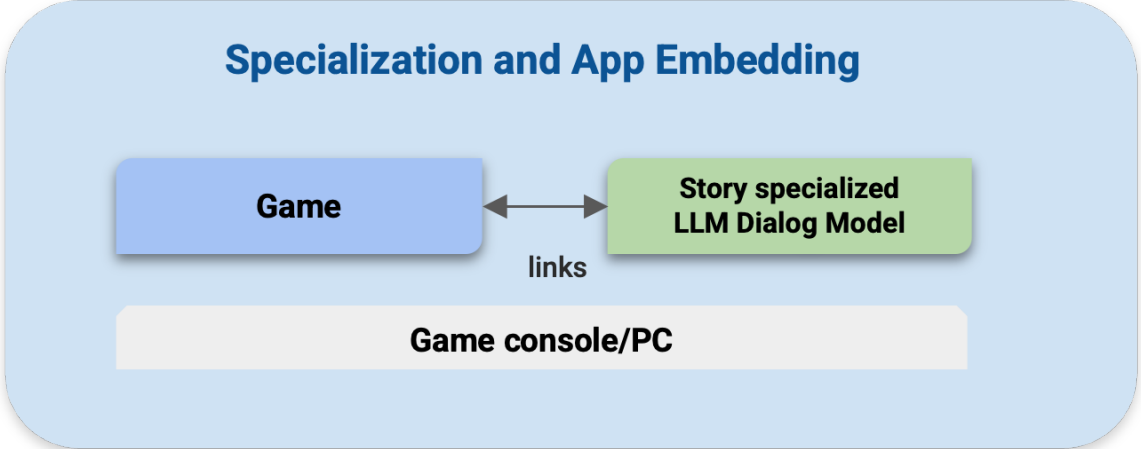 Specialization and App Embedding
Game
Story specialized
LLM Dialog Model
links
Game console/PC